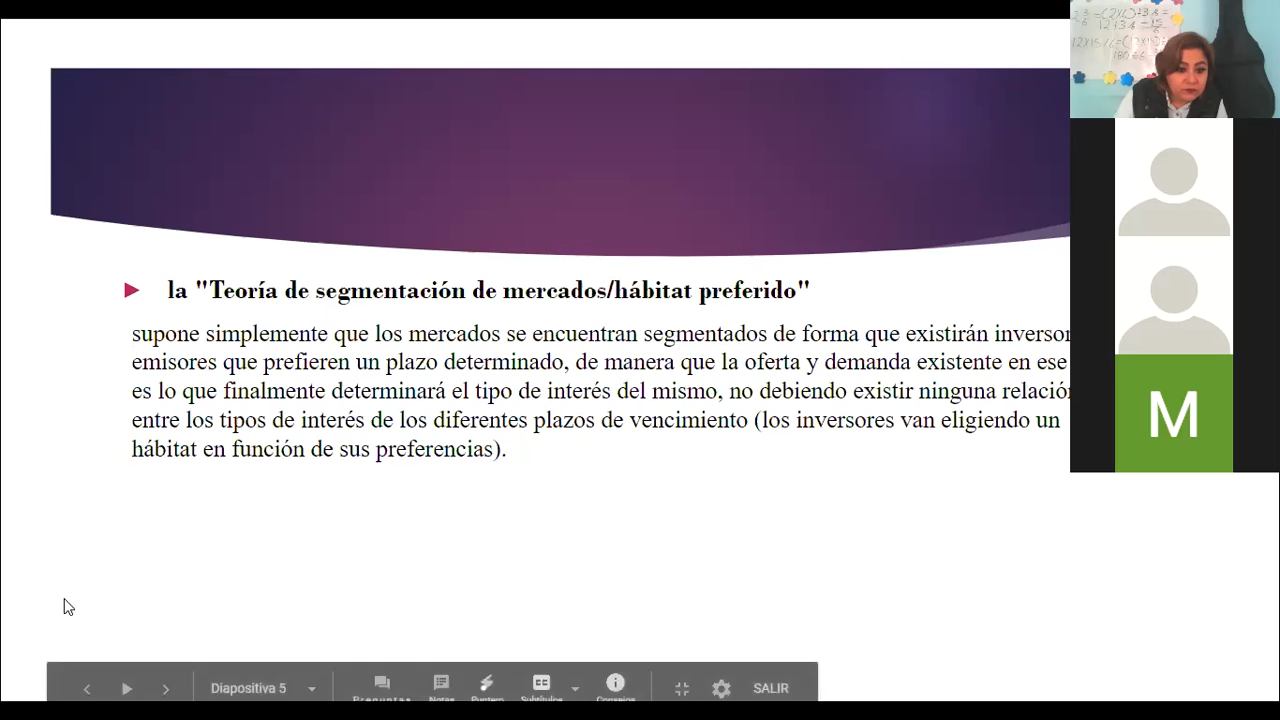 la "Teoría de segmentación de mercados/hábitat preferido"
supone simplemente que los mercados se encuentran segmentados de forma que existirán
emisores que prefieren un plazo determinado, de manera que la oferta y demanda existente en ese
es lo que finalmente determinará el tipo de interés del mismo, no debiendo existir ninguna
entre los tipos de interés de los diferentes plazos de vencimiento (los inversores van eligiendo un
hábitat en función de sus preferencias).
M
Diapositiva 5
SALIR